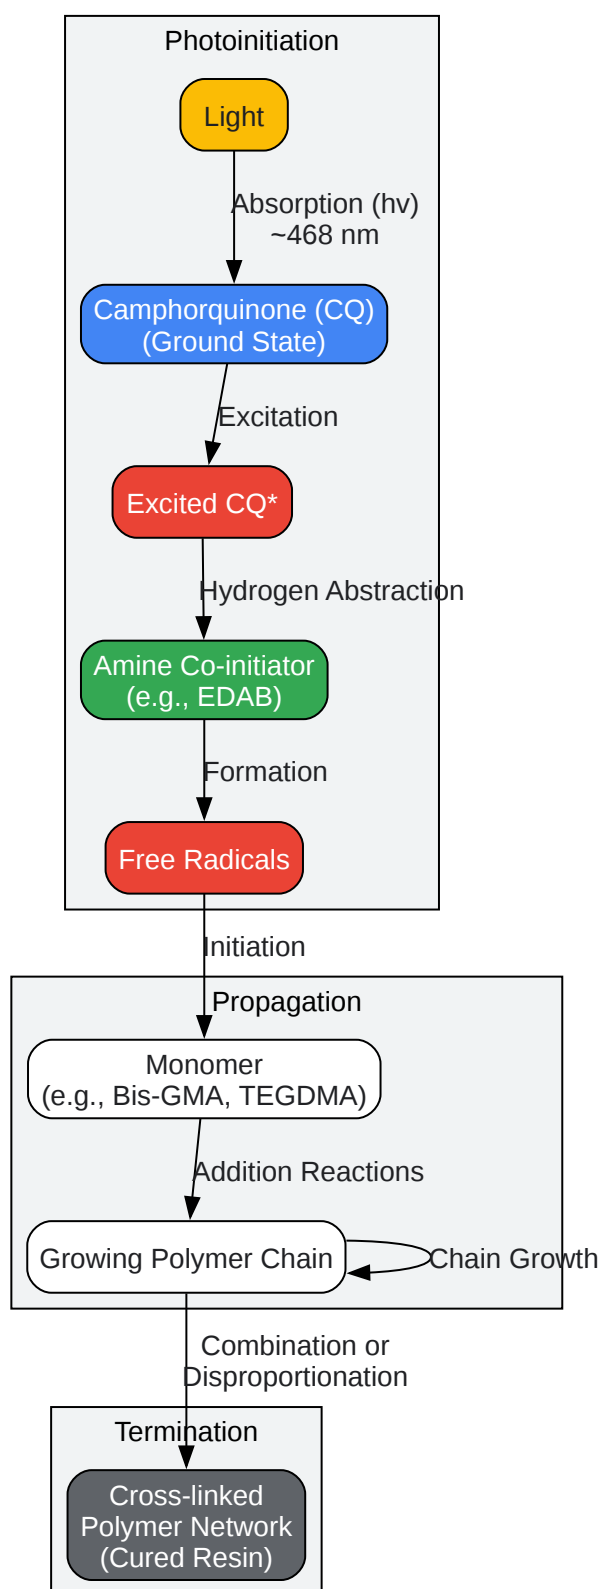 Photoinitiation
Light
Absorption (hv)
~468 nm
Camphorquinone (CQ)
(Ground State)
Excitation
Excited CQ*
Hydrogen Abstraction
Amine Co-initiator
(e.g., EDAB)
Formation
Free Radicals
Initiation
Propagation
Monomer
(e.g., Bis-GMA, TEGDMA)
Addition Reactions
Growing Polymer Chain
Chain Growth
Combination or
Disproportionation
Termination
Cross-linked
Polymer Network
(Cured Resin)